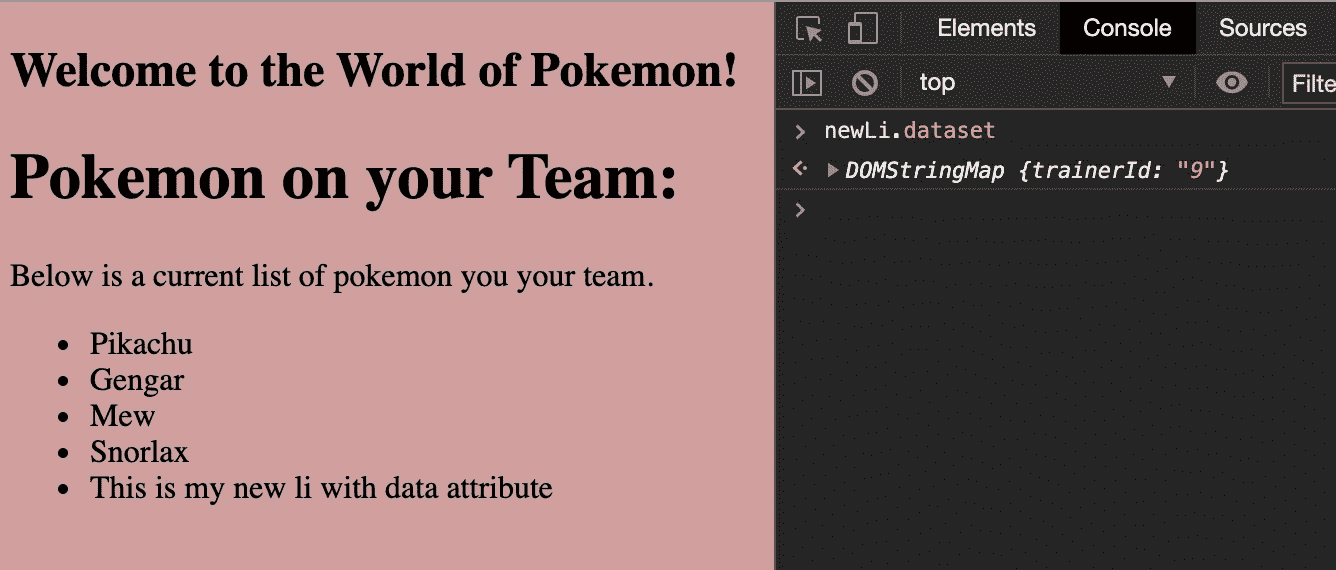 Welcome to the World of Pokemon!
Pokemon on your Team:
Below is a current list of pokemon you your team.
Pikachu
Gengar
Mew
Snorlax
This is my new li with data attribute
Elements Console Sources
top Filte
newLi.dataset
DOMStringMap {trainerId: "9"}